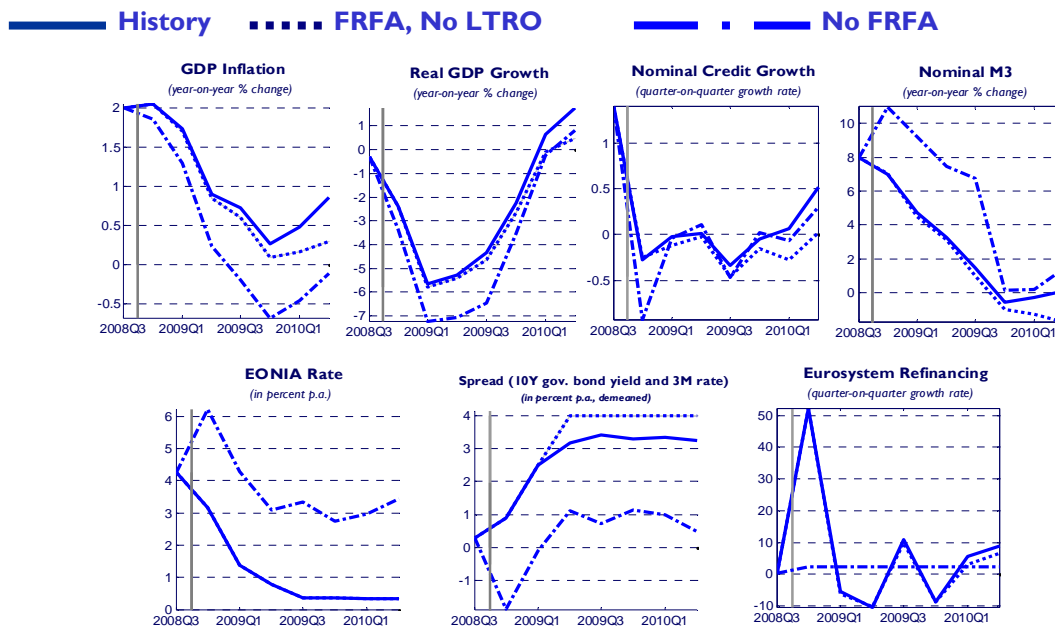 History FRFA, No LTRO No FRFA
GDP Inflation
(year-on-year % change)
2
1.5
1
0.5
0
-0.5
2008Q3 2009Q1 2009Q3 2010Q1
Real GDP Growth
(year-on-year % change)
1
0
-1
-2
-3
-4
-5
-6
-7
2008Q3 2009Q1 2009Q3 2010Q1
Nominal Credit Growth
(quarter-on-quarter growth rate)
1
0.5
0
-0.5
2008Q3 2009Q1 2009Q3 2010Q1
Nominal M3
(year-on-year % change)
10
8
6
4
2
0
2008Q3 2009Q1 2009Q3 2010Q1
EONIA Rate
(in percent p.a.)
6
5
4
3
2
1
0
2008Q3 2009Q1 2009Q3 2010Q1
Spread (10Y gov. bond yield and 3M rate)
(in percent p.a., demeaned)
4
3
2
1
0
-1
2008Q3 2009Q1 2009Q3 2010Q1
Eurosystem Refinancing
(quarter-on-quarter growth rate)
50
40
30
20
10
0
-10
2008Q3 2009Q1 2009Q3 2010Q1